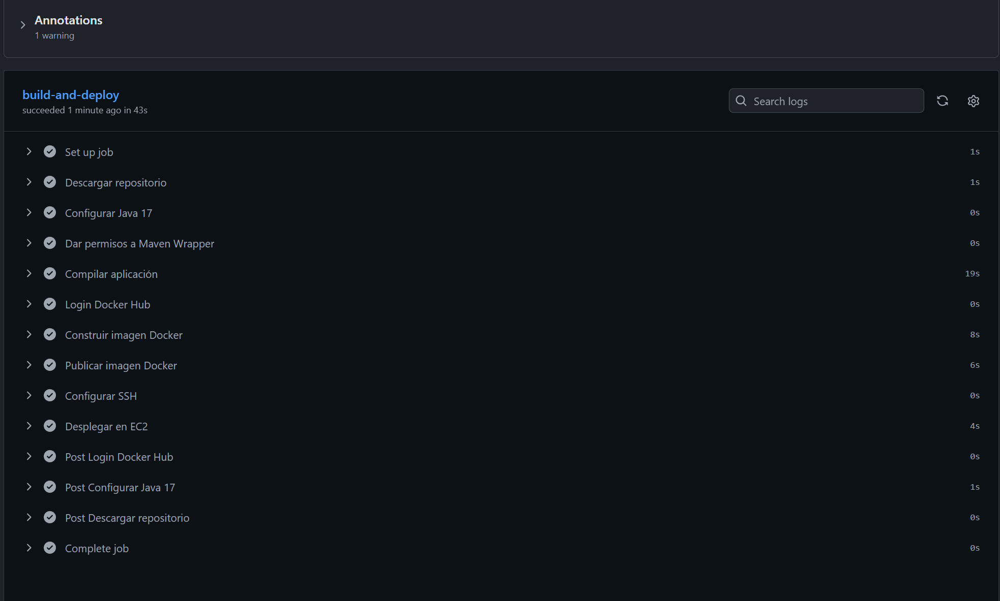 Annotations
1 warning
build-and-deploy
succeeded 1 minute ago in 43s
Search logs
Set up job 1s
Descargar repositorio 1s
Configurar Java 17 0s
Dar permisos a Maven Wrapper 0s
Compilar aplicación 19s
Login Docker Hub 0s
Construir imagen Docker 8s
Publicar imagen Docker 6s
Configurar SSH 0s
Desplegar en EC2 4s
Post Login Docker Hub 0s
Post Configurar Java 17 1s
Post Descargar repositorio 0s
Complete job 0s